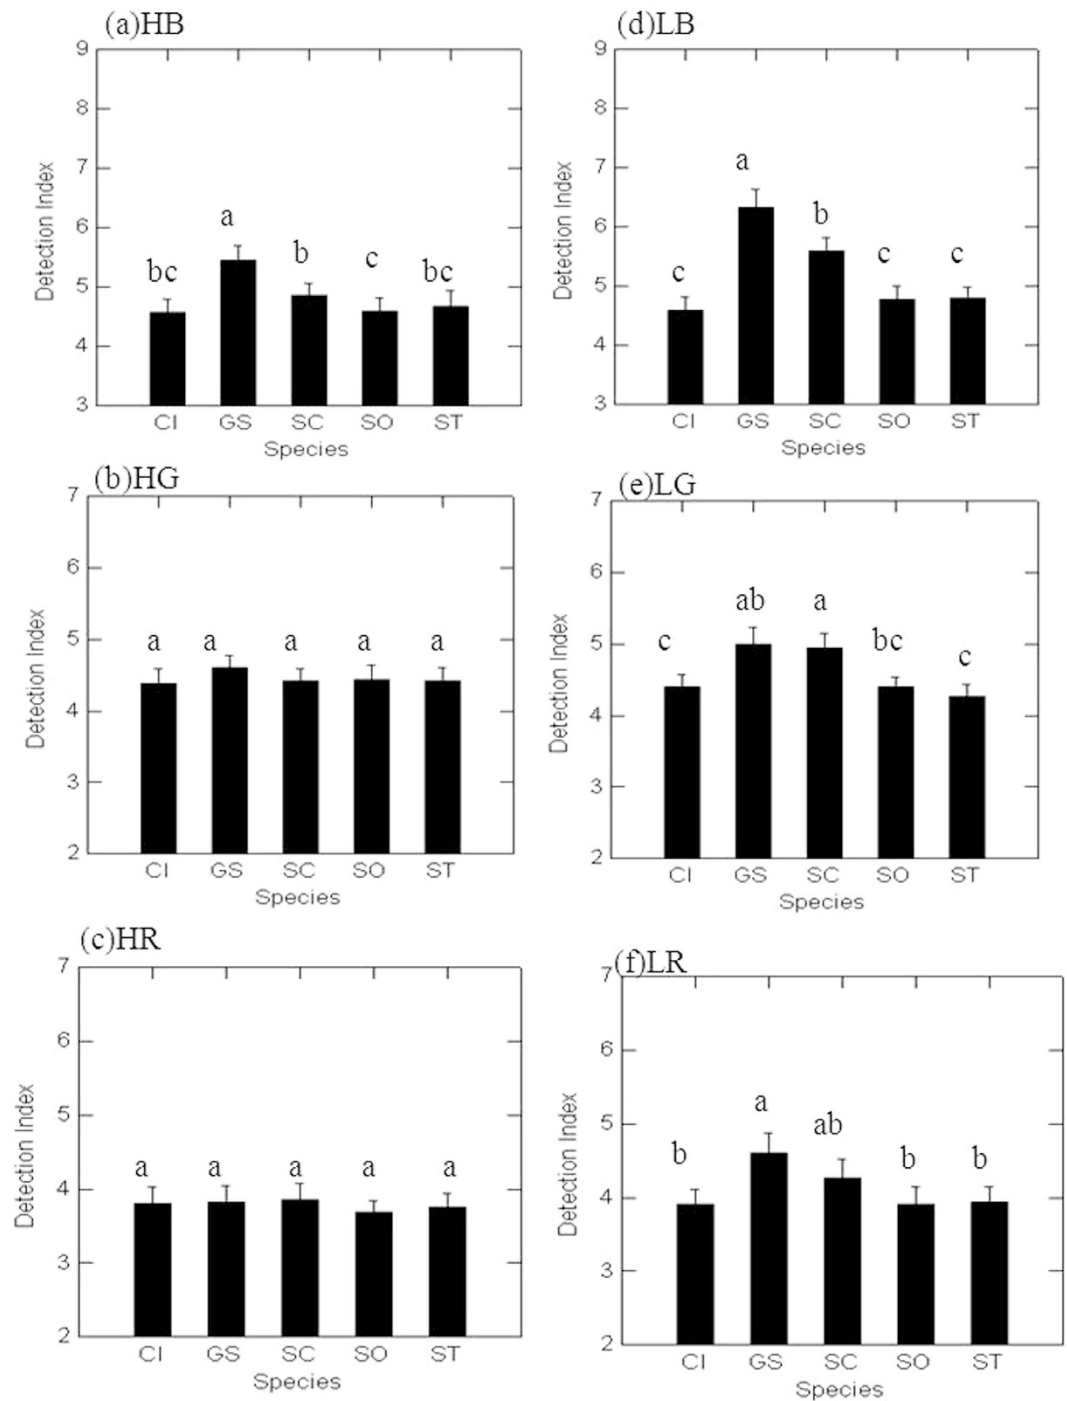 (a)HB
9
8
7
6
5
4
3
Detection Index
bc
a
b
c
bc
CI GS SC SO ST
Species
(d)LB
9
8
7
6
5
4
3
Detection Index
c
a
b
c
c
CI GS SC SO ST
Species
(b)HG
7
6
5
4
3
2
Detection Index
a
a
a
a
a
CI GS SC SO ST
Species
(e)LG
7
6
5
4
3
2
Detection Index
c
ab
a
bc
c
CI GS SC SO ST
Species
(c)HR
7
6
5
4
3
2
Detection Index
a
a
a
a
a
CI GS SC SO ST
Species
(f)LR
7
6
5
4
3
2
Detection Index
b
a
ab
b
b
CI GS SC SO ST
Species